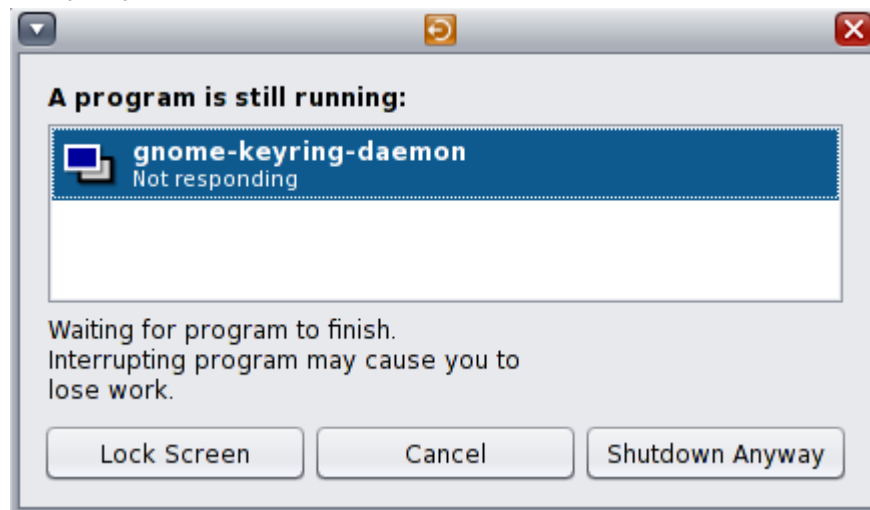 A program is still running:
gnome-keyring-daemon
Not responding
Waiting for program to finish.
Interrupting program may cause you to
lose work.
Lock Screen
Cancel
Shutdown Anyway